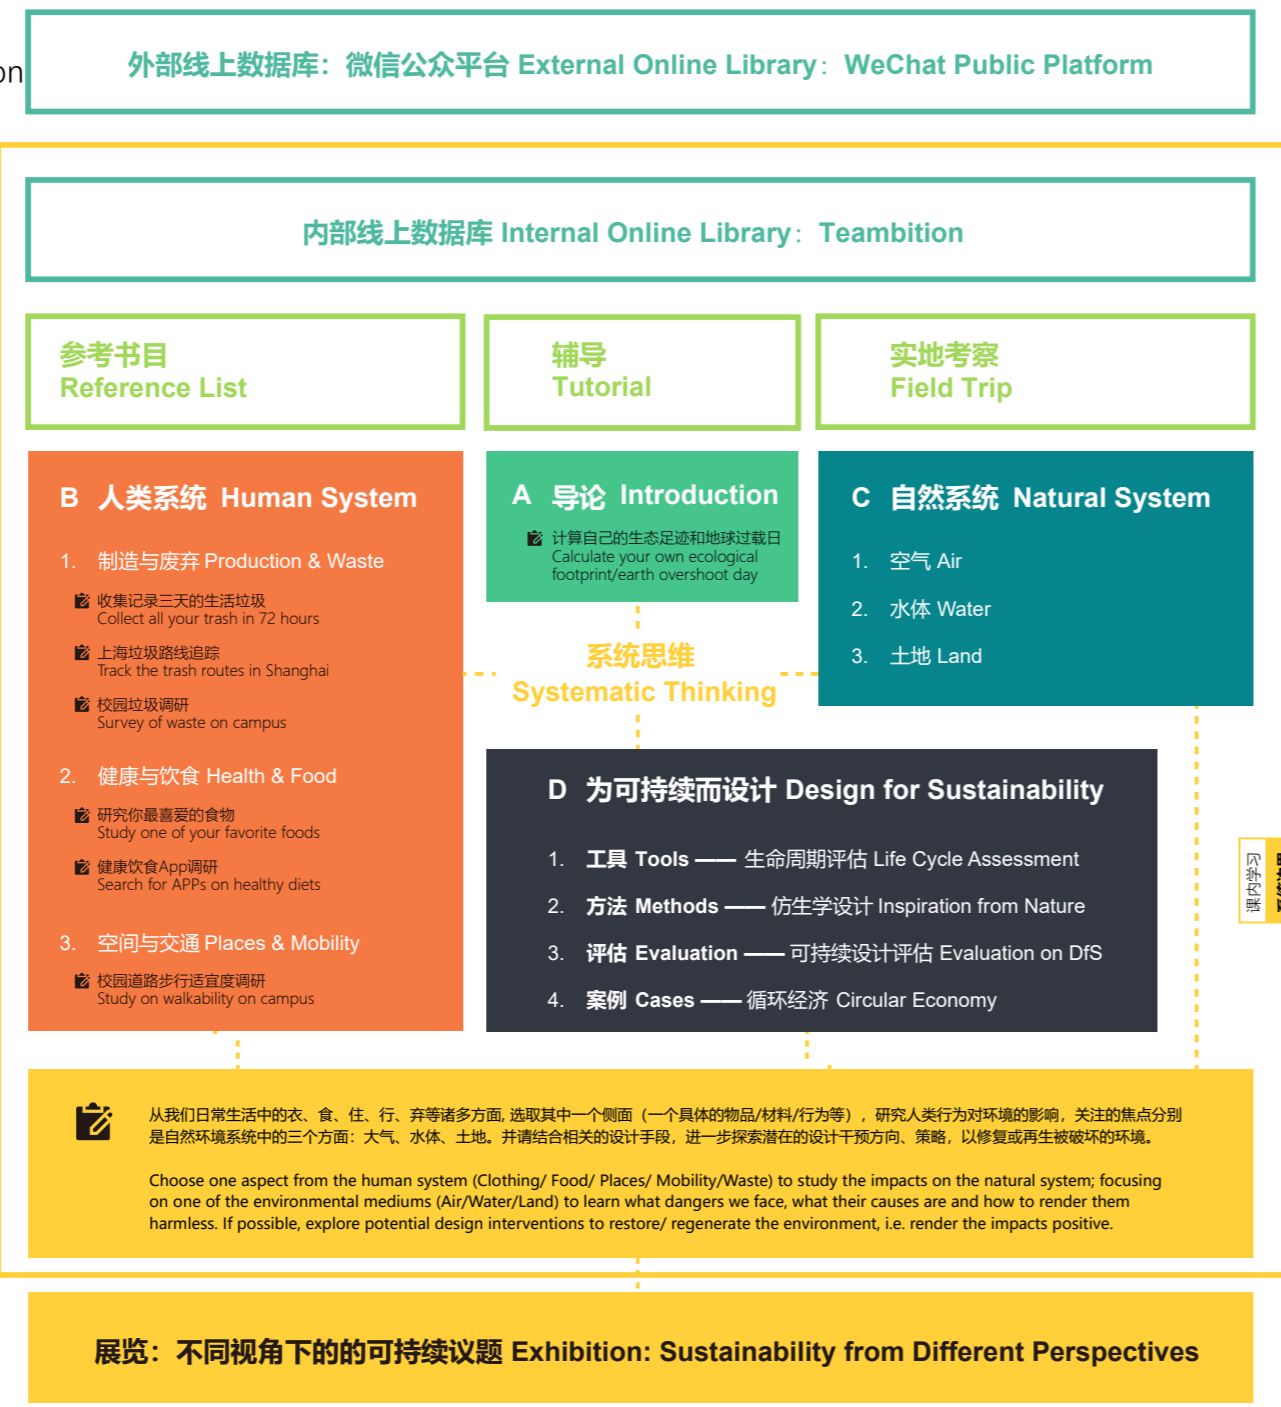 on
外部线上数据库：微信公众平台 External Online Library：WeChat Public Platform
内部线上数据库 Internal Online Library：Teambition
参考书目
Reference List
辅导
Tutorial
实地考察
Field Trip
B 人类系统 Human System
1. 制造与废弃 Production & Waste
收集记录三天的生活垃圾
Collect all your trash in 72 hours
上海垃圾路线追踪
Track the trash routes in Shanghai
校园垃圾调研
Survey of waste on campus
2. 健康与饮食 Health & Food
研究你最喜爱的食物
Study one of your favorite foods
健康饮食App调研
Search for APPs on healthy diets
3. 空间与交通 Places & Mobility
校园道路步行适宜度调研
Study on walkability on campus
A 导论 Introduction
计算自己的生态足迹和地球过载日
Calculate your own ecological
footprint/earth overshoot day
系统思维
Systematic Thinking
C 自然系统 Natural System
1. 空气 Air
2. 水体 Water
3. 土地 Land
D 为可持续而设计 Design for Sustainability
1. 工具 Tools —— 生命周期评估 Life Cycle Assessment
2. 方法 Methods —— 仿生学设计 Inspiration from Nature
3. 评估 Evaluation —— 可持续设计评估 Evaluation on DfS
4. 案例 Cases —— 循环经济 Circular Economy
课内学习
从我们日常生活中的衣、食、住、行、弃等诸多方面, 选取其中一个侧面（一个具体的物品/材料/行为等），研究人类行为对环境的影响，关注的焦点分别
是自然环境系统中的三个方面：大气、水体、土地。并请结合相关的设计手段，进一步探索潜在的设计干预方向、策略，以修复或再生被破坏的环境。
Choose one aspect from the human system (Clothing/ Food/ Places/ Mobility/Waste) to study the impacts on the natural system; focusing
on one of the environmental mediums (Air/Water/Land) to learn what dangers we face, what their causes are and how to render them
harmless. If possible, explore potential design interventions to restore/ regenerate the environment, i.e. render the impacts positive.
展览：不同视角下的的可持续议题 Exhibition: Sustainability from Different Perspectives